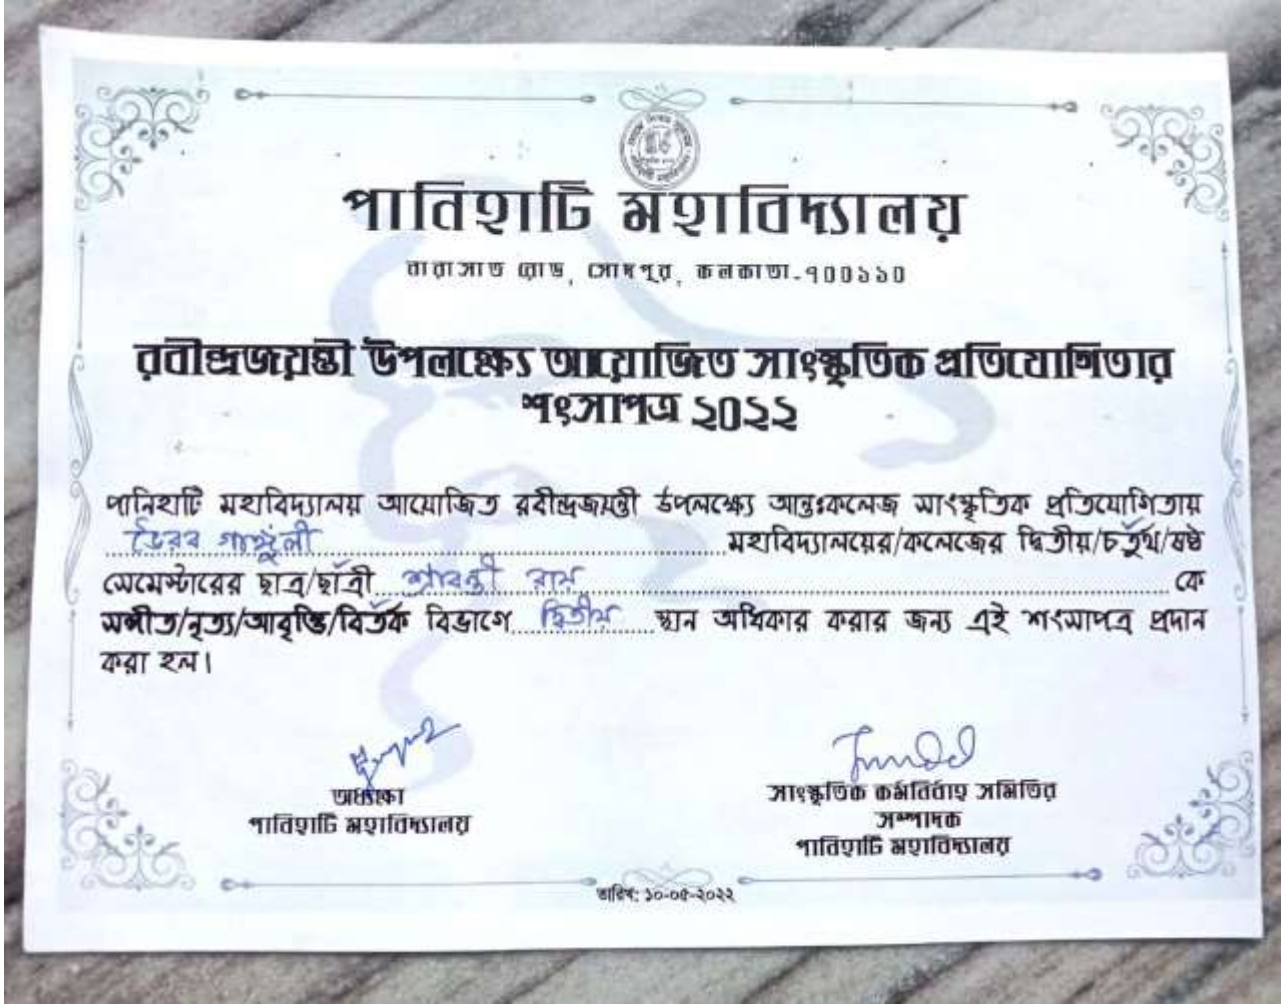 পানিহাটি মহাবিদ্যালয়
বারাসাত রোড, সোদপুর, কলকাতা-৭০০১১০
রবীন্দ্রজয়ন্তী উপলক্ষ্যে আয়োজিত সাংস্কৃতিক প্রতিযোগিতার
শংসাপত্র ২০২২
পানিহাটি মহাবিদ্যালয় আয়োজিত রবীন্দ্রজয়ন্তী উপলক্ষ্যে আন্তঃকলেজ সাংস্কৃতিক প্রতিযোগিতায়
ভৈরব গাঙ্গুলী মহাবিদ্যালয়ের/কলেজের দ্বিতীয়/চতুর্থ/ষষ্ঠ
সেমেস্টারের ছাত্র/ছাত্রী শ্রাবন্তী রায় কে
সঙ্গীত/নৃত্য/আবৃত্তি/বিতর্ক বিভাগে দ্বিতীয় স্থান অধিকার করার জন্য এই শংসাপত্র প্রদান
করা হল।
অধ্যক্ষা
পানিহাটি মহাবিদ্যালয়
সাংস্কৃতিক কর্মনির্বাহ সমিতির
সম্পাদক
পানিহাটি মহাবিদ্যালয়
তারিখ: ১০-০৫-২০২২